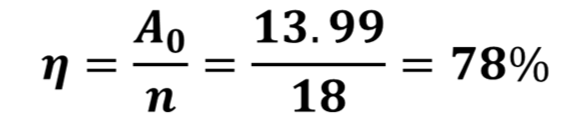 η = A₀/n = 13.99/18 = 78%